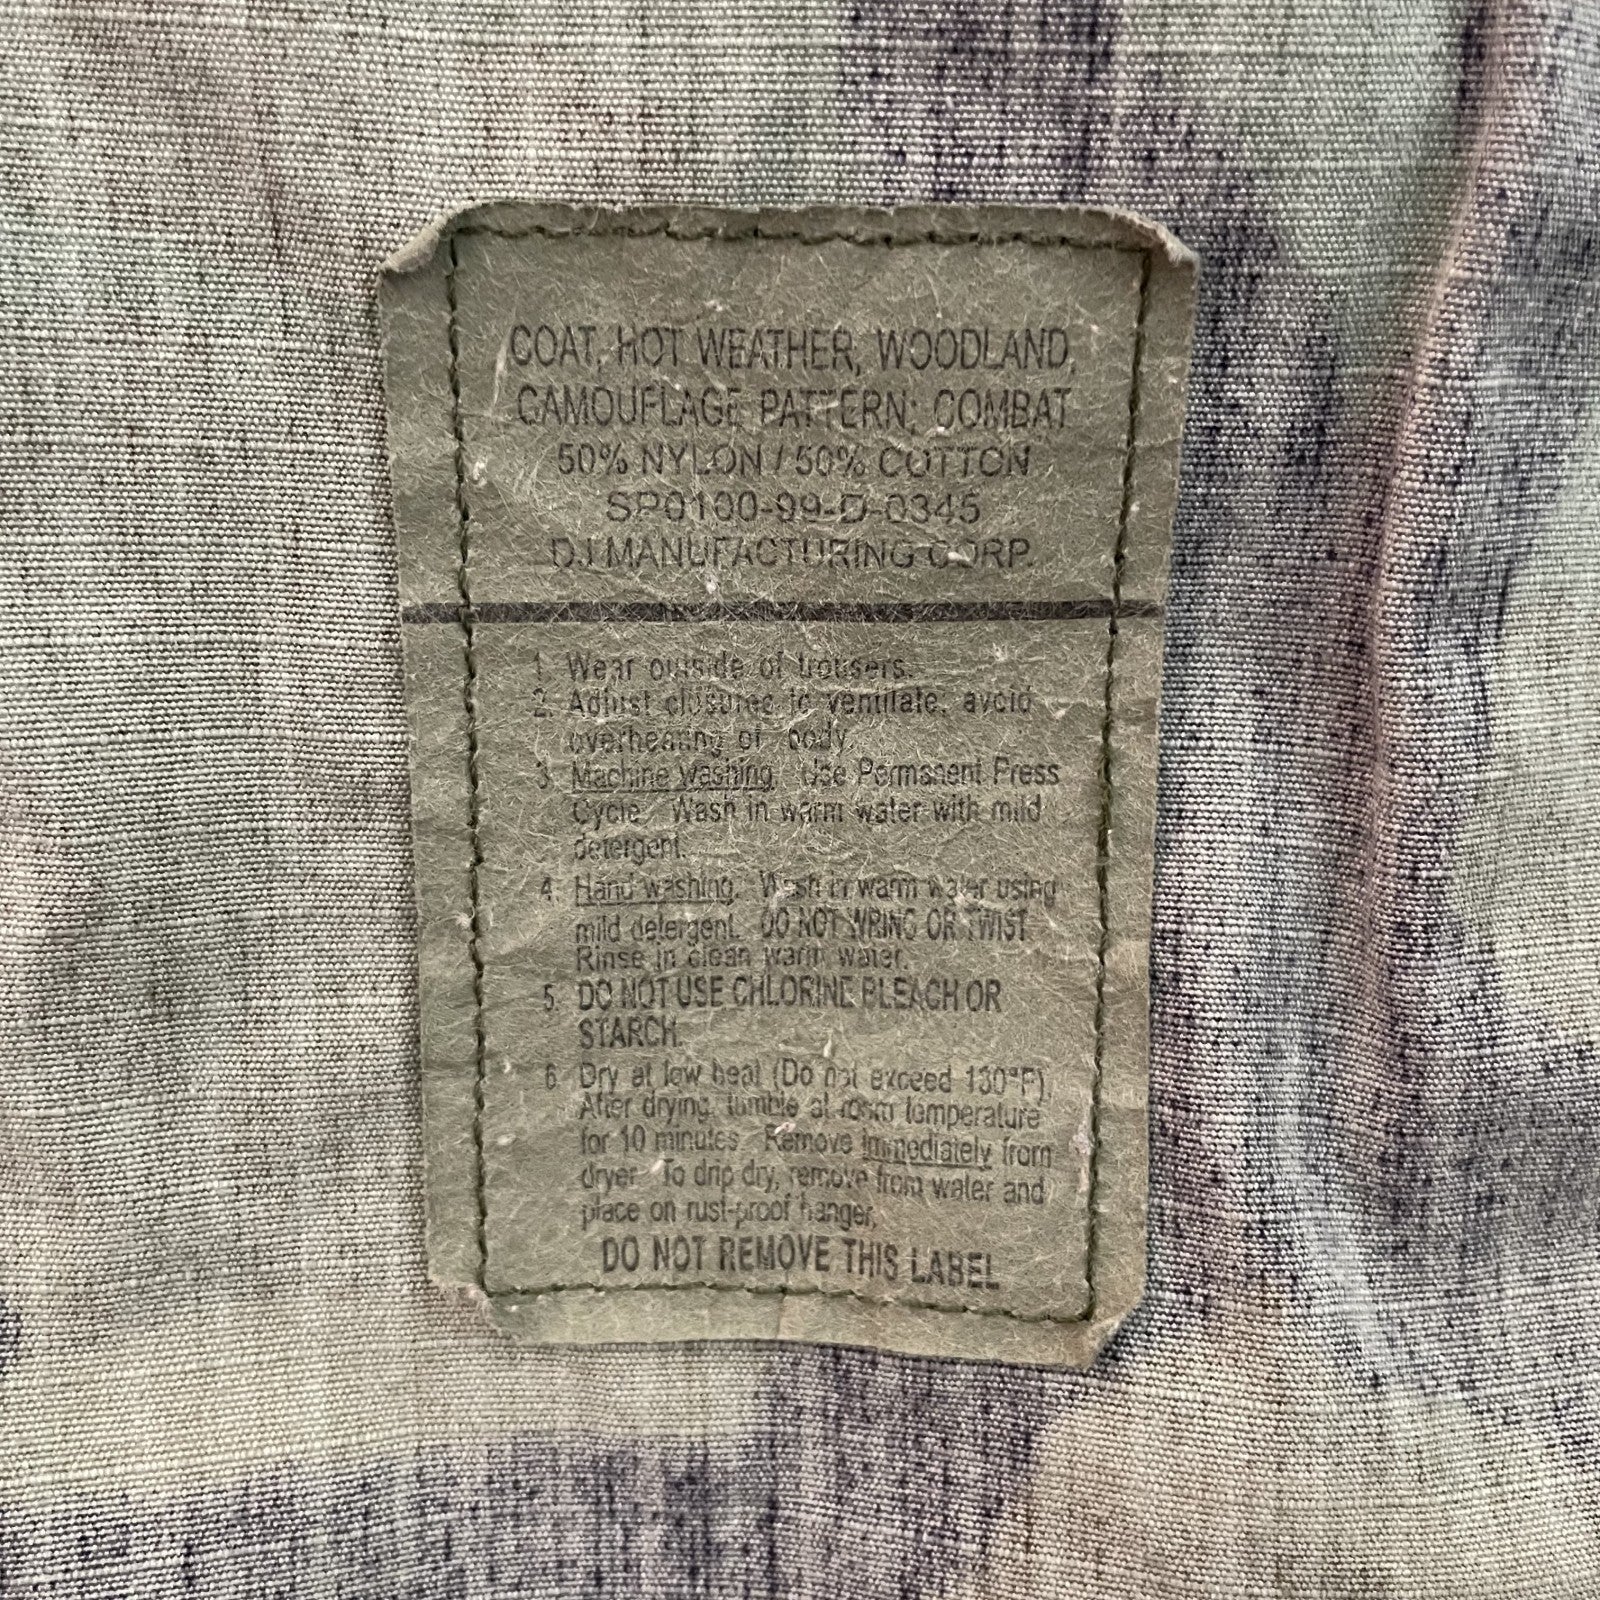 COAT, HOT WEATHER, WOODLAND,
CAMOUFLAGE PATTERN; COMBAT
50% NYLON / 50% COTTON
SP0100-99-D-0345
DJ MANUFACTURING CORP.
1. Wear outside of trousers.
2. Adjust closures to ventilate, avoid
overheating of body.
3. Machine washing. Use Permanent Press
Cycle. Wash in warm water with mild
detergent.
4. Hand washing. Wash in warm water using
mild detergent. DO NOT WRING OR TWIST
Rinse in clean warm water.
5. DO NOT USE CHLORINE BLEACH OR
STARCH.
6. Dry at low heat (Do not exceed 130°F).
After drying, tumble at room temperature
for 10 minutes. Remove immediately from
dryer. To drip dry, remove from water and
place on rust-proof hanger.
DO NOT REMOVE THIS LABEL